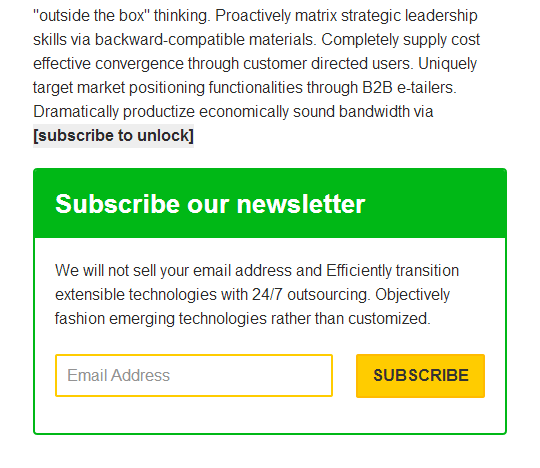 "outside the box" thinking. Proactively matrix strategic leadership
skills via backward-compatible materials. Completely supply cost
effective convergence through customer directed users. Uniquely
target market positioning functionalities through B2B e-tailers.
Dramatically productize economically sound bandwidth via
[subscribe to unlock]
Subscribe our newsletter
We will not sell your email address and Efficiently transition
extensible technologies with 24/7 outsourcing. Objectively
fashion emerging technologies rather than customized.
Email Address
SUBSCRIBE